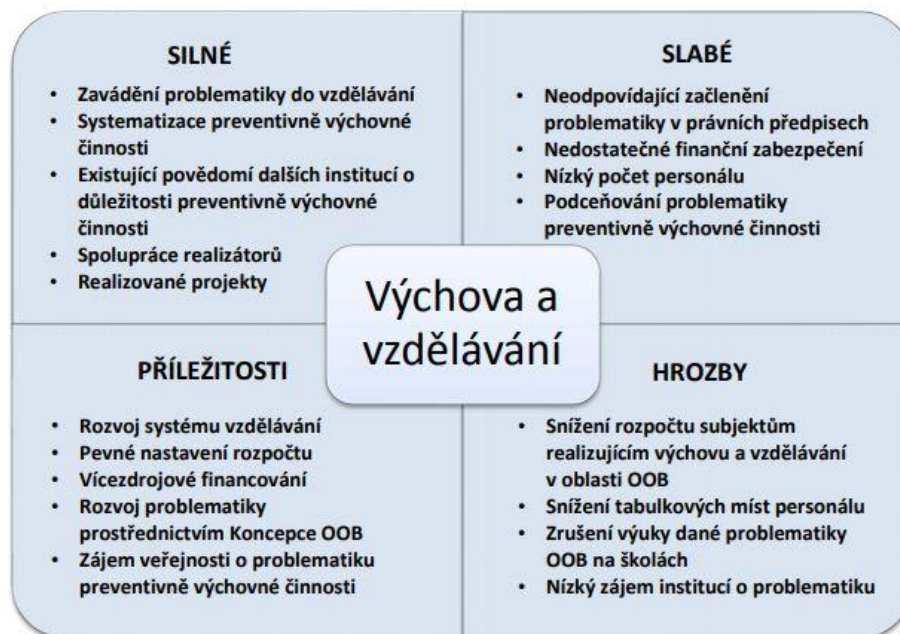 SILNÉ
• Zavádění problematiky do vzdělávání
• Systematizace preventivně výchovné
činnosti
• Existující povědomí dalších institucí o
důležitosti preventivně výchovné
činnosti
• Spolupráce realizátorů
• Realizované projekty
SLABÉ
• Neodpovídající začlenění
problematiky v právních předpisech
• Nedostatečné finanční zabezpečení
• Nízký počet personálu
• Podceňování problematiky
preventivně výchovné činnosti
Výchova a
vzdělávání
PŘÍLEŽITOSTI
• Rozvoj systému vzdělávání
• Pevné nastavení rozpočtu
• Vícezdrojové financování
• Rozvoj problematiky
prostřednictvím Koncepce OOB
• Zájem veřejnosti o problematiku
preventivně výchovné činnosti
HROZBY
• Snížení rozpočtu subjektům
realizujícím výchovu a vzdělávání
v oblasti OOB
• Snížení tabulkových míst personálu
• Zrušení výuky dané problematiky
OOB na školách
• Nízký zájem institucí o problematiku